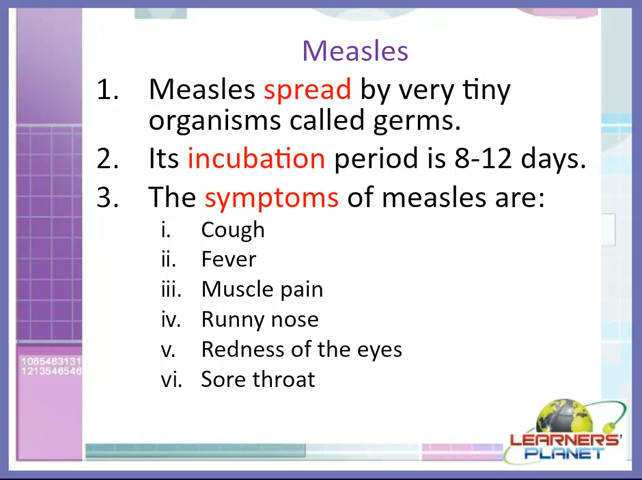 Measles
1. Measles spread by very tiny
organisms called germs.
2. Its incubation period is 8-12 days.
3. The symptoms of measles are:
i. Cough
ii. Fever
iii. Muscle pain
iv. Runny nose
v. Redness of the eyes
vi. Sore throat
1085463131
1213546546
LEARNERS'
PLANET